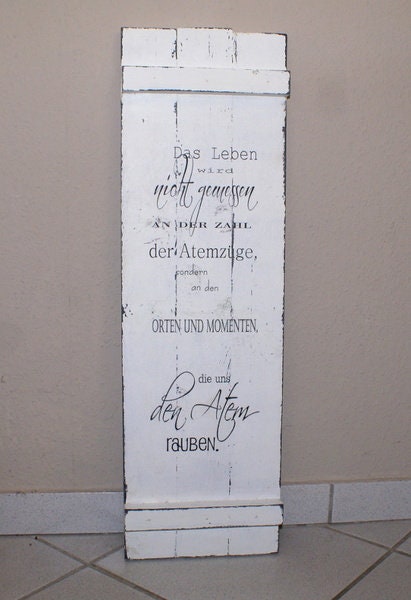 Das Leben
wird
nicht gemessen
AN DER ZAHL
der Atemzüge,
sondern
an den
ORTEN UND MOMENTEN,
die uns
den Atem
rauben.